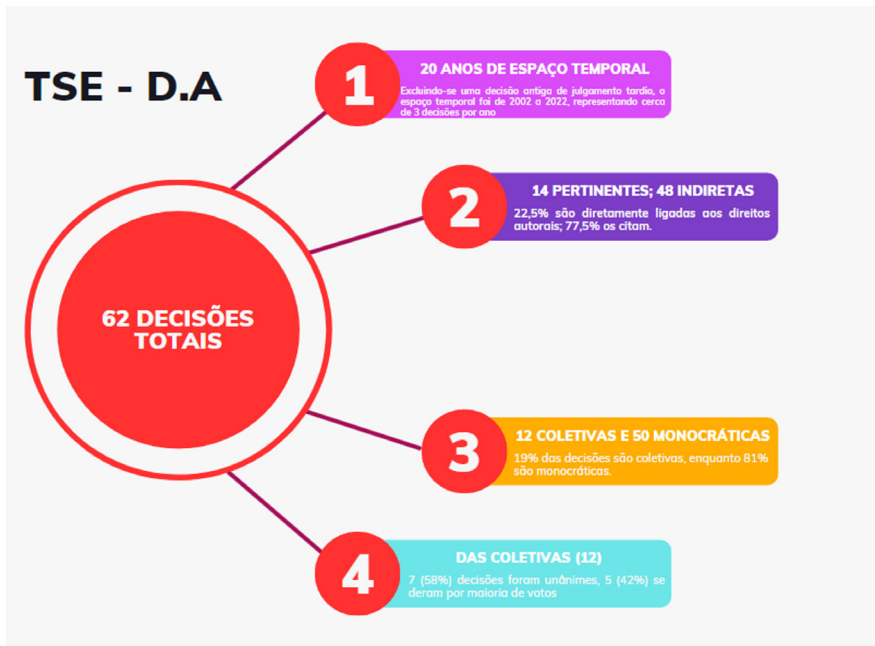 TSE - D.A
1
20 ANOS DE ESPAÇO TEMPORAL
Excluindo-se uma decisão antiga de julgamento tardio, o
espaço temporal foi de 2002 a 2022, representando cerca
de 3 decisões por ano
2
14 PERTINENTES; 48 INDIRETAS
22,5% são diretamente ligadas aos direitos
autorais; 77,5% os citam.
62 DECISÕES
TOTAIS
3
12 COLETIVAS E 50 MONOCRÁTICAS
19% das decisões são coletivas, enquanto 81%
são monocráticas.
4
DAS COLETIVAS (12)
7 (58%) decisões foram unânimes, 5 (42%) se
deram por maioria de votos